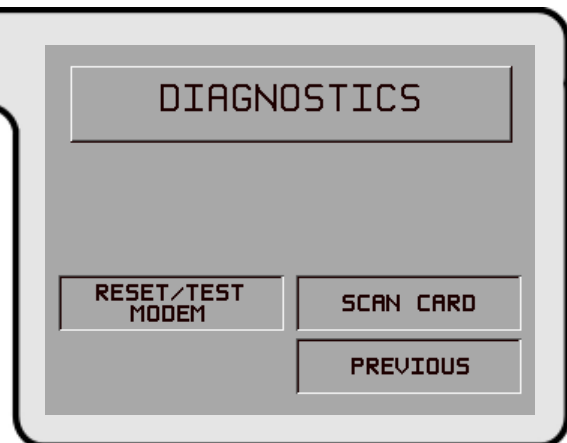 DIAGNOSTICS
RESET/TEST
MODEM
SCAN CARD
PREVIOUS